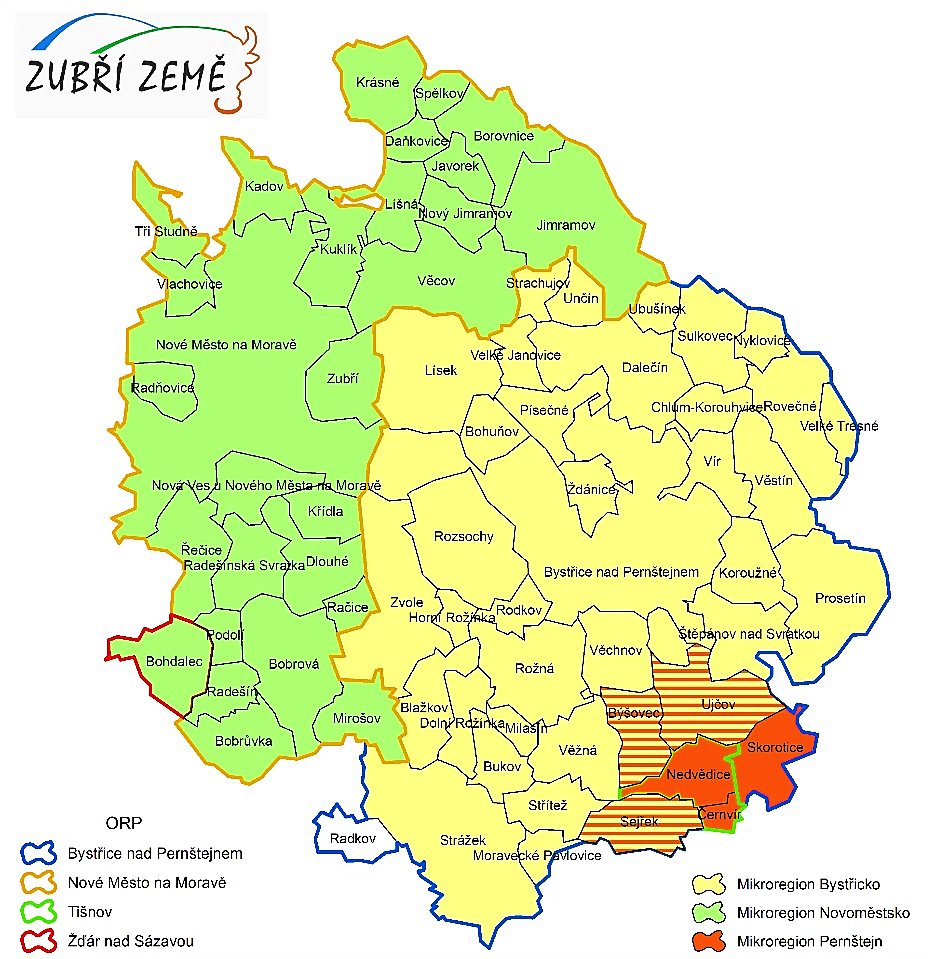 ZUBŘÍ ZEMĚ
Krásné
Spělkov
Daňkovice
Borovnice
Javorek
Kadov
Líšná
Nový Jimramov
Jimramov
Tři Studně
Kuklík
Věcov
Vlachovice
Strachujov
Unčín
Ubušínek
Sulkovec
Nyklovice
Nové Město na Moravě
Velké Janovice
Lísek
Dalečín
Zubří
Radňovice
Písečné
Chlum-Korouhvice
Rovečné
Velké Tresné
Bohuňov
Vír
Věstín
Nová Ves u Nového Města na Moravě
Ždánice
Křídla
Rozsochy
Řečice
Radešínská Svratka
Dlouhé
Bystřice nad Pernštejnem
Koroužné
Prosetín
Zvole
Račice
Horní Rožínka
Rodkov
Podolí
Štěpánov nad Svratkou
Věchnov
Bohdalec
Bobrová
Rožná
Radešín
Blažkov
Ujčov
Býšovec
Mirošov
Dolní Rožínka
Milasín
Bobrůvka
Věžná
Skorotice
Bukov
Nedvědice
Střítež
Černvír
Sejřek
Radkov
Strážek
Moravecké Pavlovice
ORP
Bystřice nad Pernštejnem
Nové Město na Moravě
Tišnov
Žďár nad Sázavou
Mikroregion Bystřicko
Mikroregion Novoměstsko
Mikroregion Pernštejn